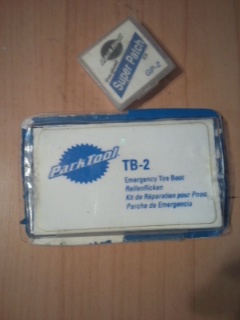 Super Patch
GP-2
ParkTool
TB-2
Emergency Tire Boot
Reifenflicken
Kit de Réparation pour Pneu
Parche de Emergencia